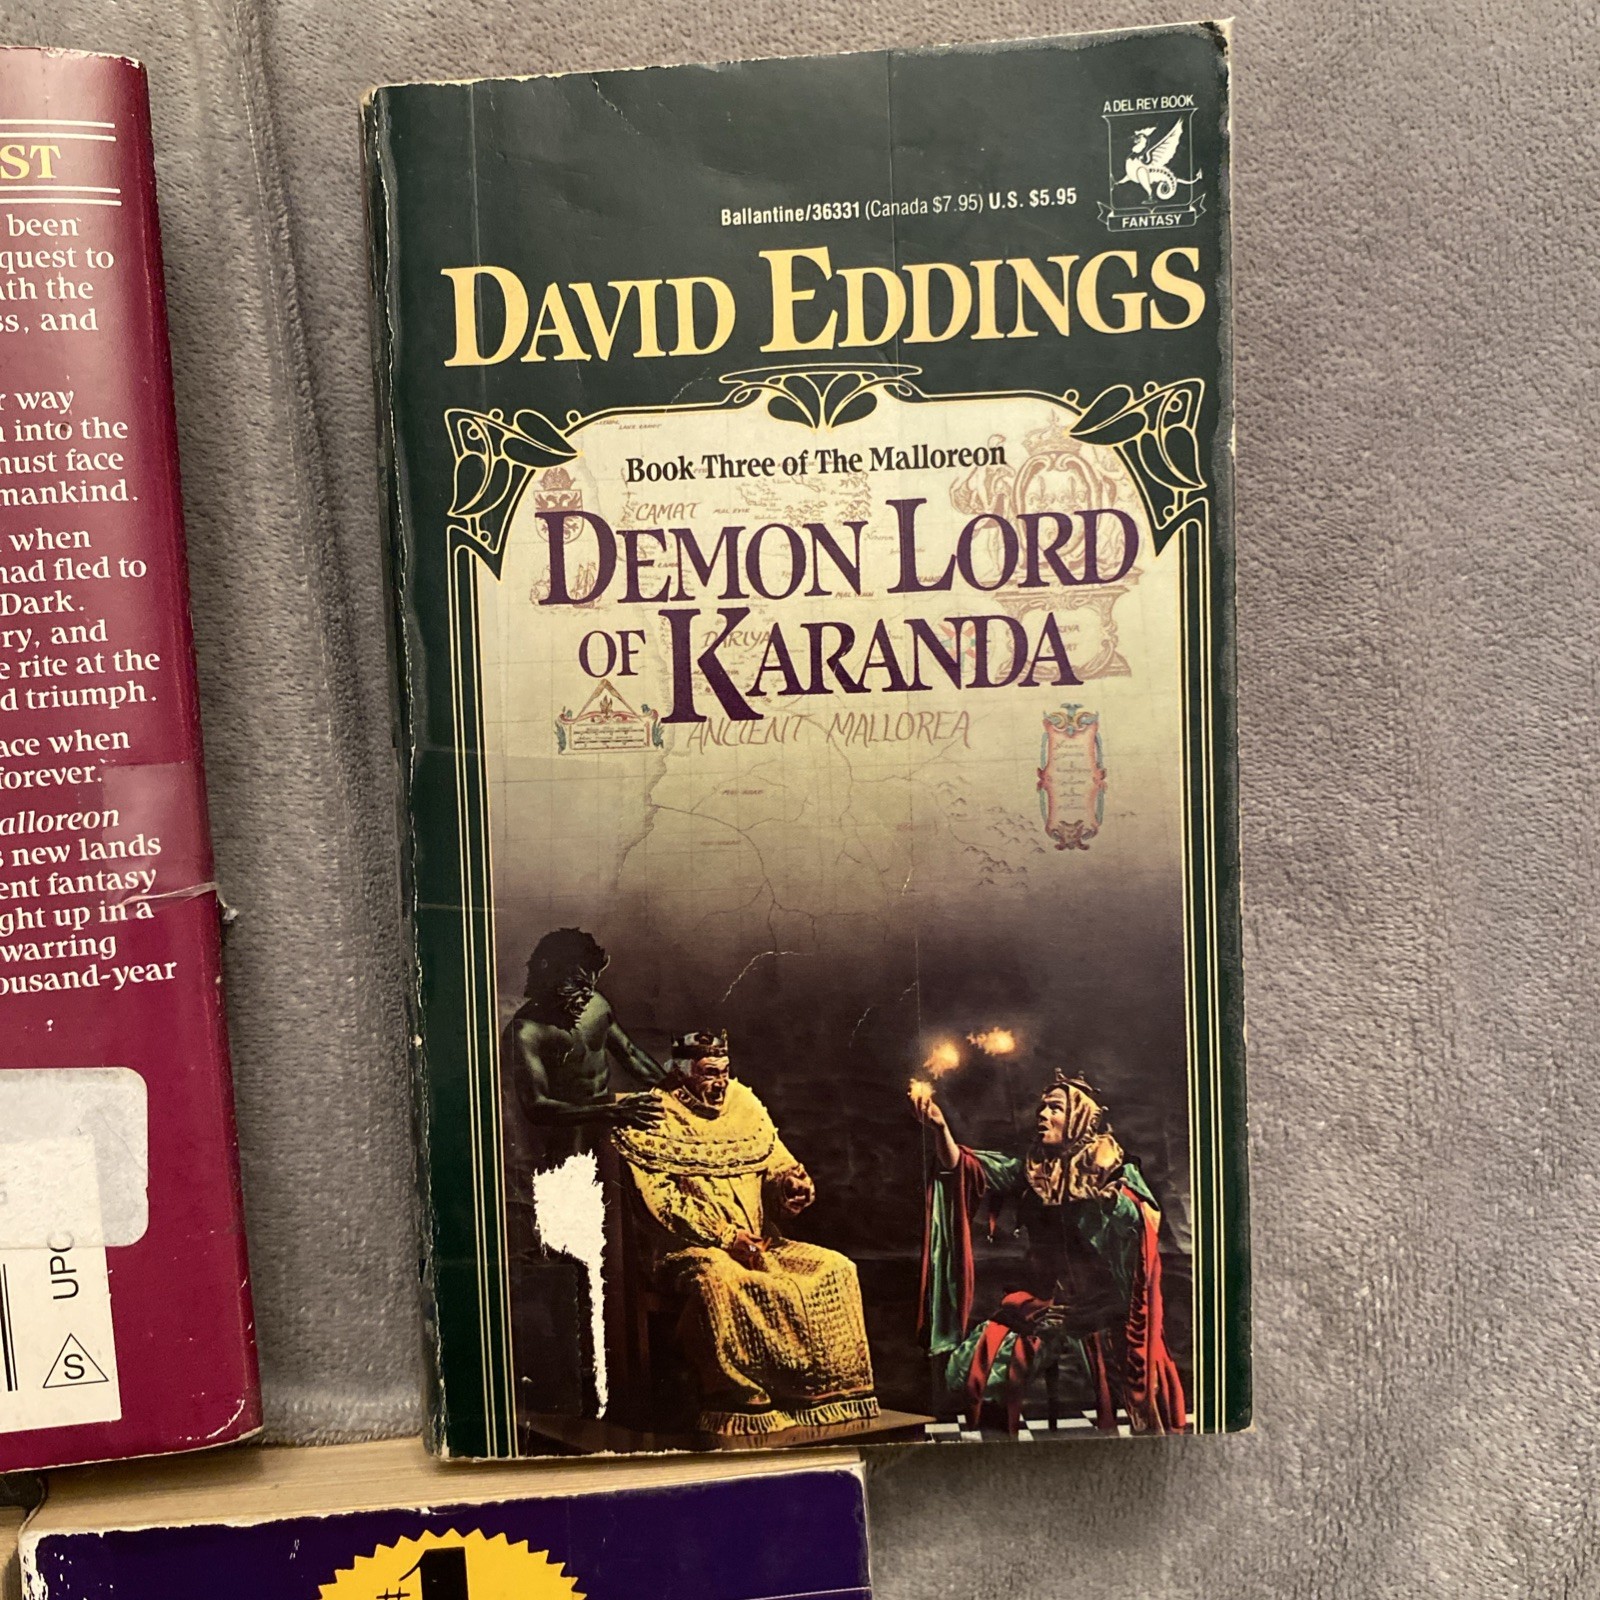 ST
been
quest to
ath the
ss, and
r way
into the
must face
mankind.
when
had fled to
Dark.
ry, and
e rite at the
d triumph.
ace when
forever.
alloreon
s new lands
ent fantasy
ght up in a
warring
ousand-year
UPC
S
A DEL REY BOOK
FANTASY
Ballantine/36331 (Canada $7.95) U.S. $5.95
DAVID EDDINGS
Book Three of The Malloreon
CAMAT
DEMON LORD
OF KARANDA
ANCIENT MALLOREA
#1